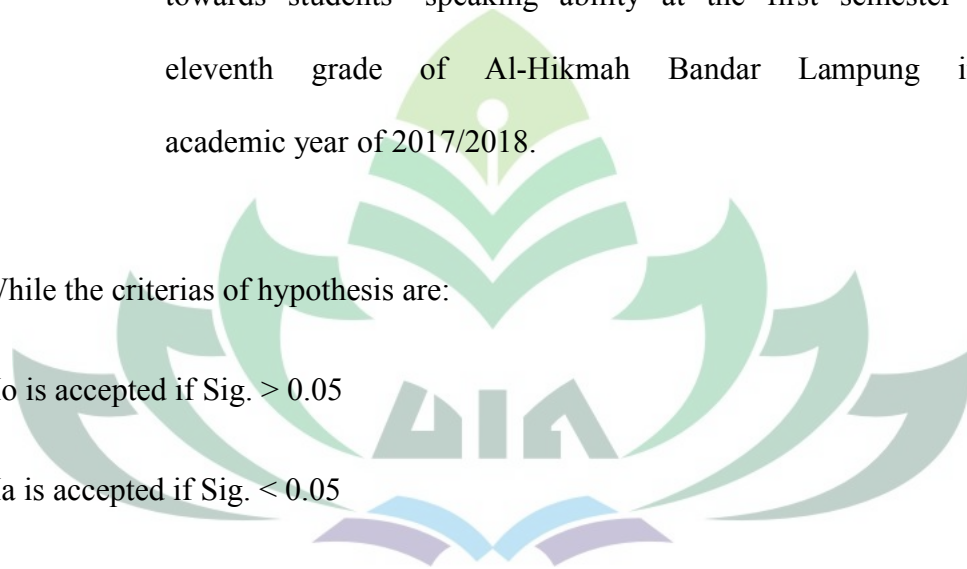 towards students speaking ability at the first semester
eleventh grade of Al-Hikmah Bandar Lampung
academic year of 2017/2018.
While the criterias of hypothesis are:
Ho is accepted if Sig. > 0.05
Ha is accepted if Sig. < 0.05
UIN